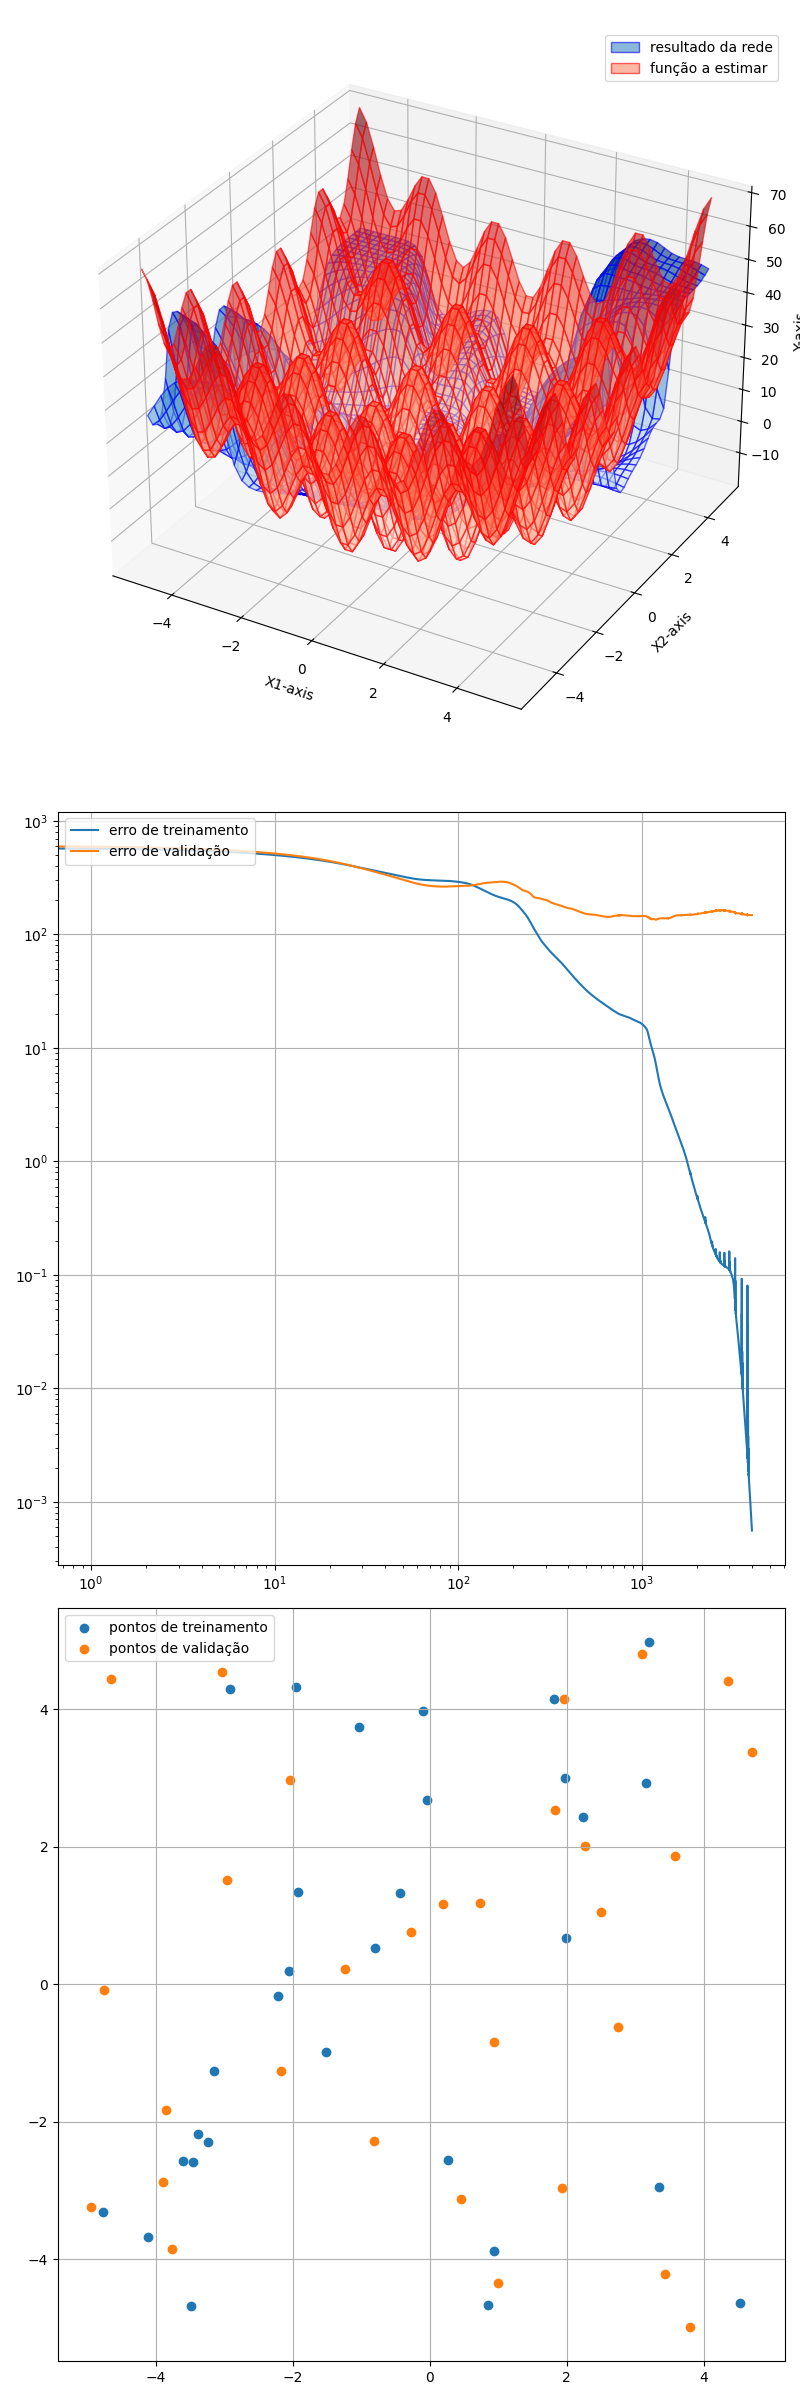 resultado da rede
função a estimar
70
60
50
40
30
20
10
0
−10
Y-axis
−4
−2
0
2
4
X1-axis
−4
−2
0
2
4
X2-axis
erro de treinamento
erro de validação
10³
10²
10¹
10⁰
10⁻¹
10⁻²
10⁻³
10⁰ 10¹ 10² 10³
pontos de treinamento
pontos de validação
4
2
0
−2
−4
−4 −2 0 2 4